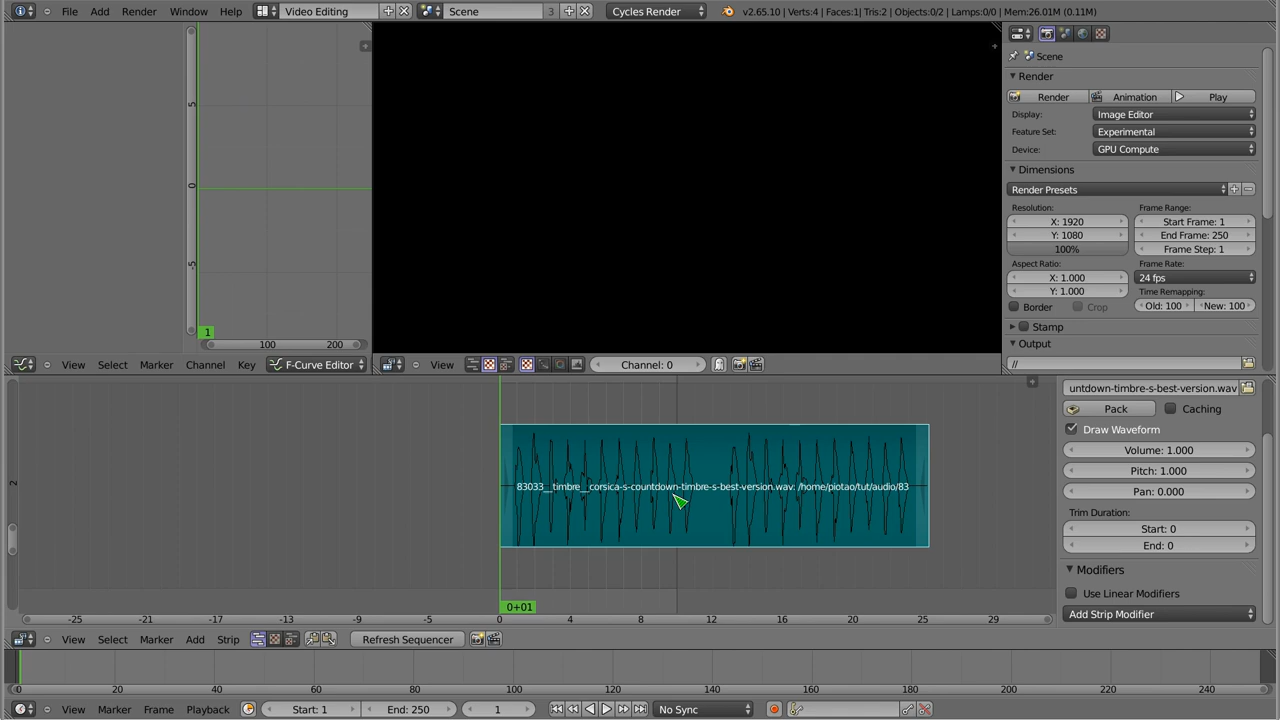 File Add Render Window Help Video Editing Scene 3 Cycles Render v2.65.10 | Verts:4 | Faces:1| Tris:2 | Objects:0/2 | Lamps:0/0 | Mem:26.01M (0.11M)
5
0
-5
1
100 200
View Select Marker Channel Key F-Curve Editor
View Channel: 0
Scene
Render
Render Animation Play
Display: Image Editor
Feature Set: Experimental
Device: GPU Compute
Dimensions
Render Presets
Resolution: Frame Range:
X: 1920 Start Frame: 1
Y: 1080 End Frame: 250
100% Frame Step: 1
Aspect Ratio: Frame Rate:
X: 1.000 24 fps
Y: 1.000 Time Remapping:
Border Crop Old: 100 New: 100
Stamp
Output
//
2
83033__timbre__corsica-s-countdown-timbre-s-best-version.wav: /home/piotao/tut/audio/83
0+01
-25 -21 -17 -13 -9 -5 0 4 8 12 16 20 25 29
untdown-timbre-s-best-version.wav
Pack Caching
Draw Waveform
Volume: 1.000
Pitch: 1.000
Pan: 0.000
Trim Duration:
Start: 0
End: 0
Modifiers
Use Linear Modifiers
Add Strip Modifier
View Select Marker Add Strip Refresh Sequencer
0 20 40 60 80 100 120 140 160 180 200 220 240
View Marker Frame Playback Start: 1 End: 250 1 No Sync